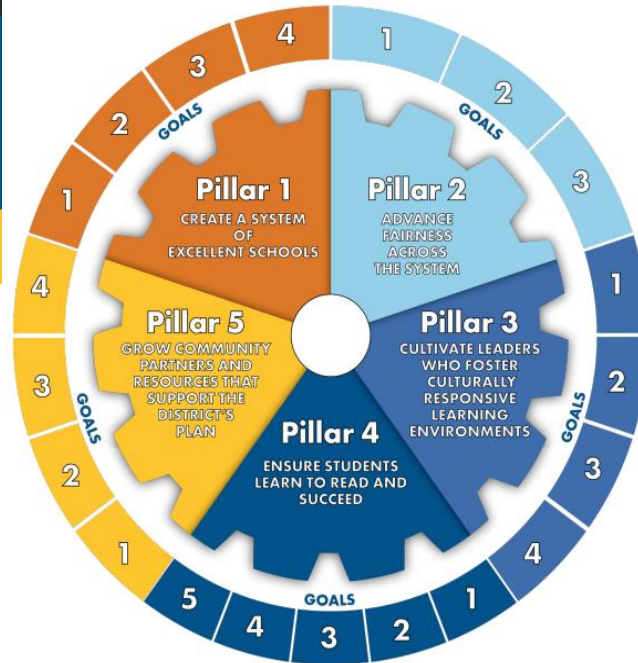 Pillar 1
CREATE A SYSTEM
OF
EXCELLENT SCHOOLS
GOALS
1
2
3
4
Pillar 2
ADVANCE
FAIRNESS
ACROSS
THE SYSTEM
GOALS
1
2
3
Pillar 3
CULTIVATE LEADERS
WHO FOSTER
CULTURALLY
RESPONSIVE
LEARNING
ENVIRONMENTS
GOALS
1
2
3
4
Pillar 4
ENSURE STUDENTS
LEARN TO READ AND
SUCCEED
GOALS
1
2
3
4
5
Pillar 5
GROW COMMUNITY
PARTNERS AND
RESOURCES THAT
SUPPORT THE
DISTRICT'S
PLAN
GOALS
1
2
3
4